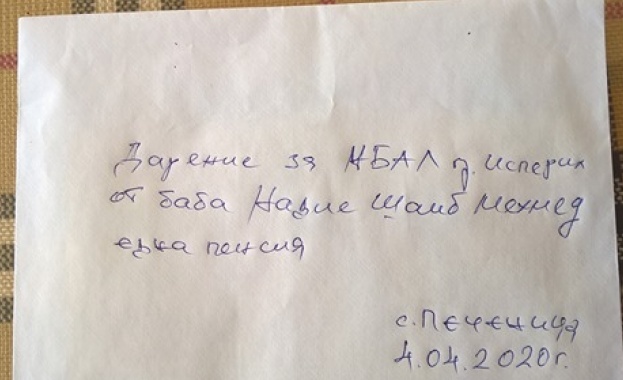 Дарение за МБАЛ гр. Исперих
от баба Надие Шаиб Мехмед
една пенсия
с. Печеница
4.04.2020г.